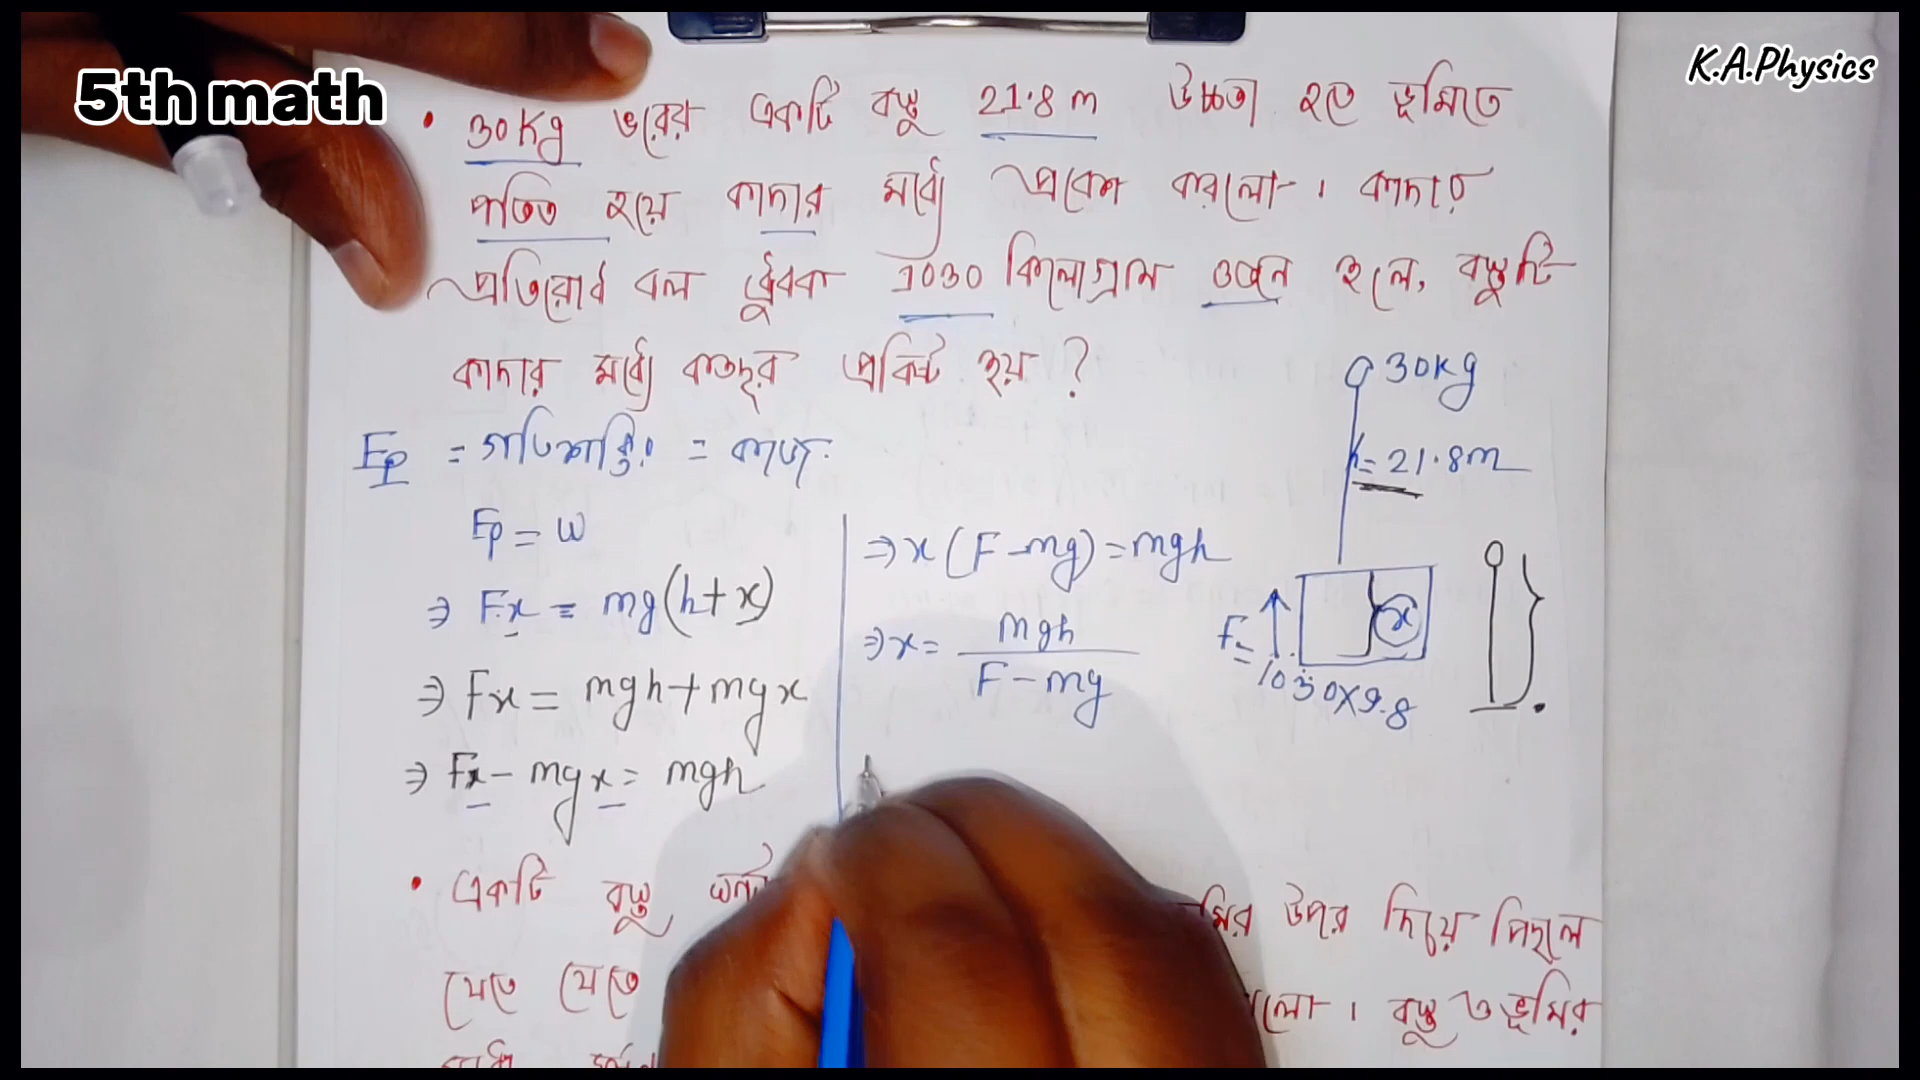 5th math
K.A.Physics
• 30Kg ভরের একটি বস্তু 21.8 m উচ্চতা হতে ভূমিতে
পতিত হয়ে কাদার মধ্যে প্রবেশ করলো। কাদার
প্রতিরোধ বল ধ্রুবক 1030 কিলোগ্রাম ওজন হলে, বস্তুটি
কাদার মধ্যে কতদূর প্রবিষ্ট হয় ?
30kg
h= 21.8m
Ep = গতিশক্তি = কাজ
Ep = W
⇒ Fx = mg(h+x)
⇒ Fx = mgh+mgx
⇒ Fx - mgx = mgh
⇒ x(F-mg) = mgh
⇒ x = mgh
F-mg
x
F= 1030×9.8
• একটি বস্তু উপর দিয়ে পিছলে
যেতে যেতে লো। বস্তু ও ভূমির